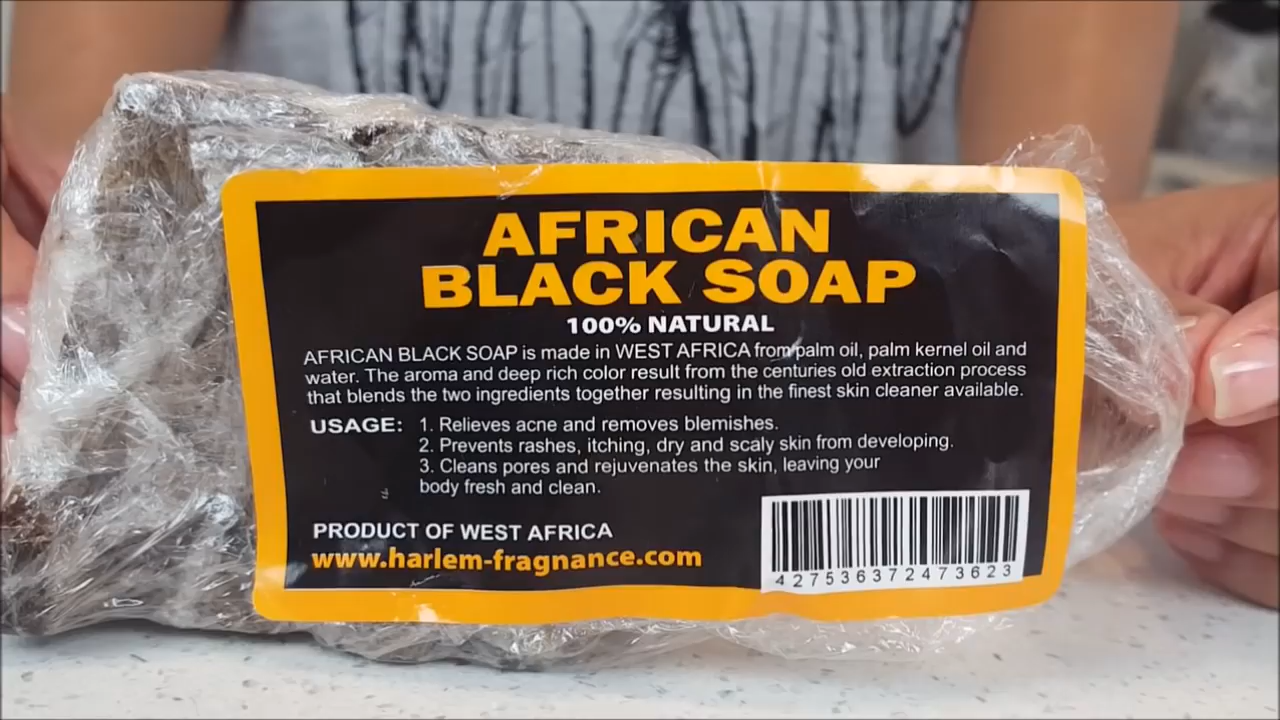 AFRICAN
BLACK SOAP
100% NATURAL
AFRICAN BLACK SOAP is made in WEST AFRICA from palm oil, palm kernel oil and
water. The aroma and deep rich color result from the centuries old extraction process
that blends the two ingredients together resulting in the finest skin cleaner available.
USAGE: 1. Relieves acne and removes blemishes.
2. Prevents rashes, itching, dry and scaly skin from developing.
3. Cleans pores and rejuvenates the skin, leaving your
body fresh and clean.
PRODUCT OF WEST AFRICA
www.harlem-fragnance.com
427536372473623